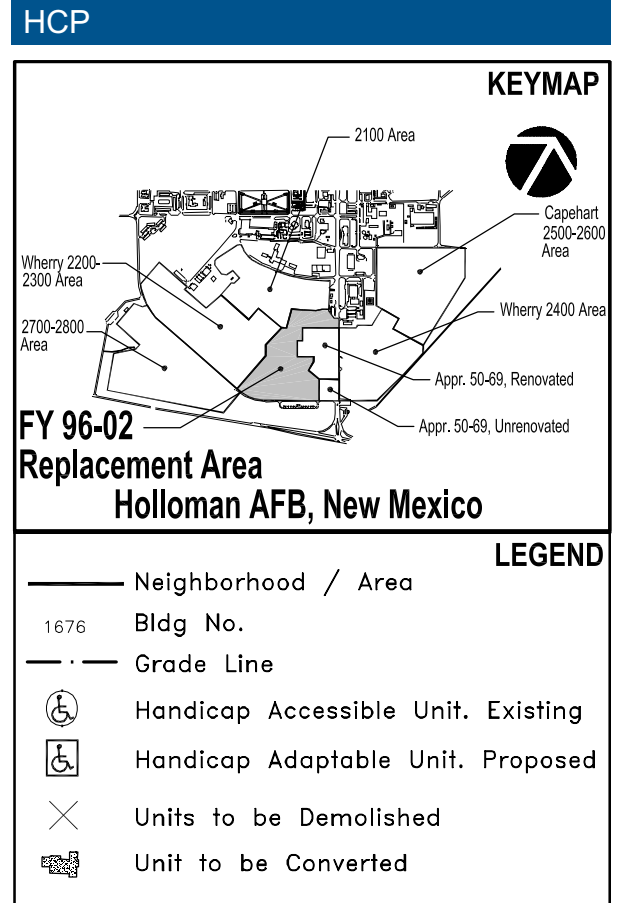 HCP
KEYMAP
2100 Area
Capehart
2500-2600
Area
Wherry 2200-
2300 Area
Wherry 2400 Area
2700-2800
Area
Appr. 50-69, Renovated
Appr. 50-69, Unrenovated
FY 96-02
Replacement Area
Holloman AFB, New Mexico
LEGEND
Neighborhood / Area
1676 Bldg No.
Grade Line
Handicap Accessible Unit. Existing
Handicap Adaptable Unit. Proposed
Units to be Demolished
Unit to be Converted